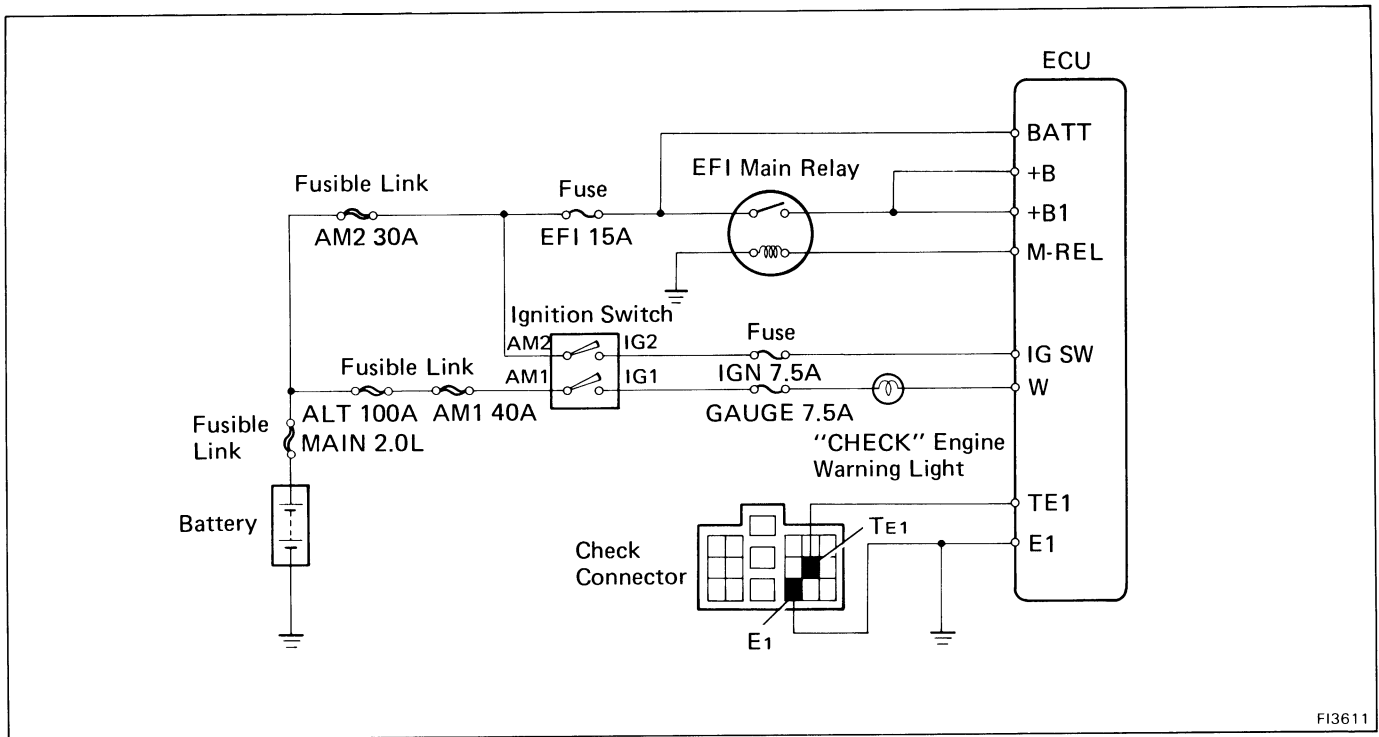 ECU
BATT
EFI Main Relay
+B
Fusible Link
Fuse
+B1
AM2 30A
EFI 15A
M-REL
Ignition Switch
Fuse
AM2
IG2
IG SW
Fusible Link
AM1
IG1
IGN 7.5A
W
ALT 100A
AM1 40A
GAUGE 7.5A
Fusible
Link
MAIN 2.0L
"CHECK" Engine
Warning Light
TE1
Battery
TE1
E1
Check
Connector
E1
FI3611